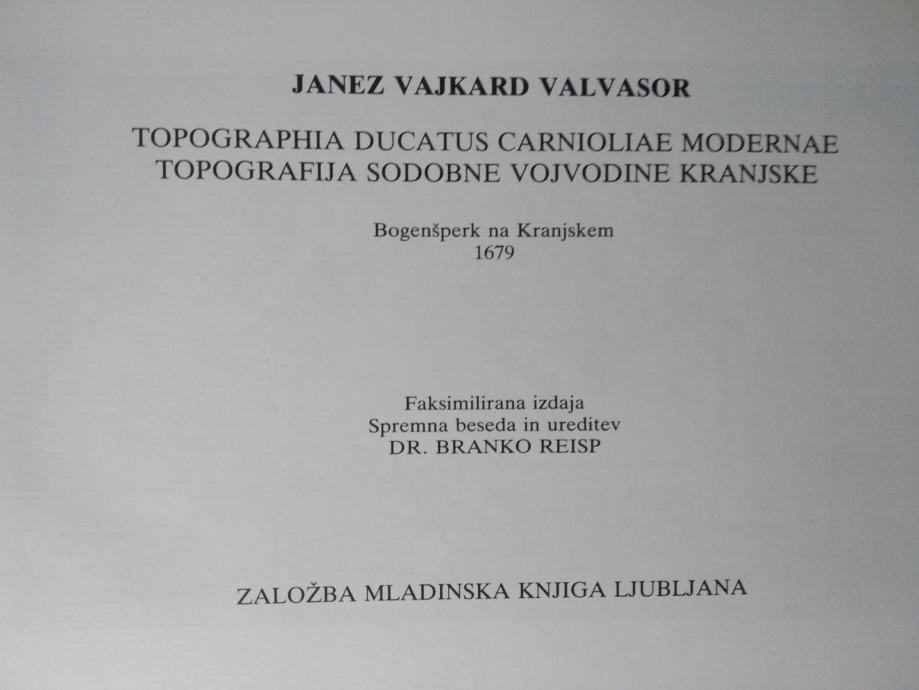 JANEZ VAJKARD VALVASOR
TOPOGRAPHIA DUCATUS CARNIOLIAE MODERNAE
TOPOGRAFIJA SODOBNE VOJVODINE KRANJSKE
Bogenšperk na Kranjskem
1679
Faksimilirana izdaja
Spremna beseda in ureditev
DR. BRANKO REISP
ZALOŽBA MLADINSKA KNJIGA LJUBLJANA